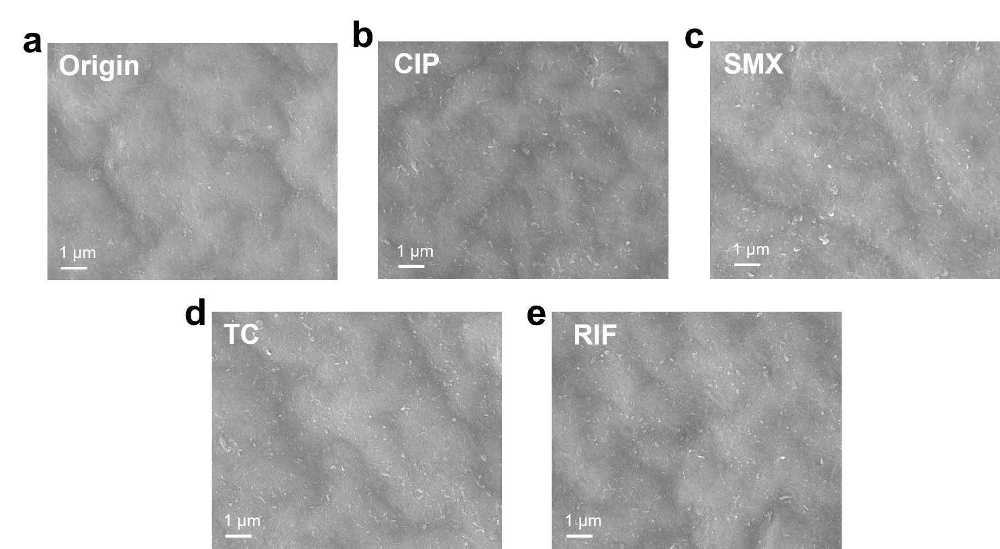 a
Origin
1 µm
b
CIP
1 µm
c
SMX
1 µm
d
TC
1 µm
e
RIF
1 µm